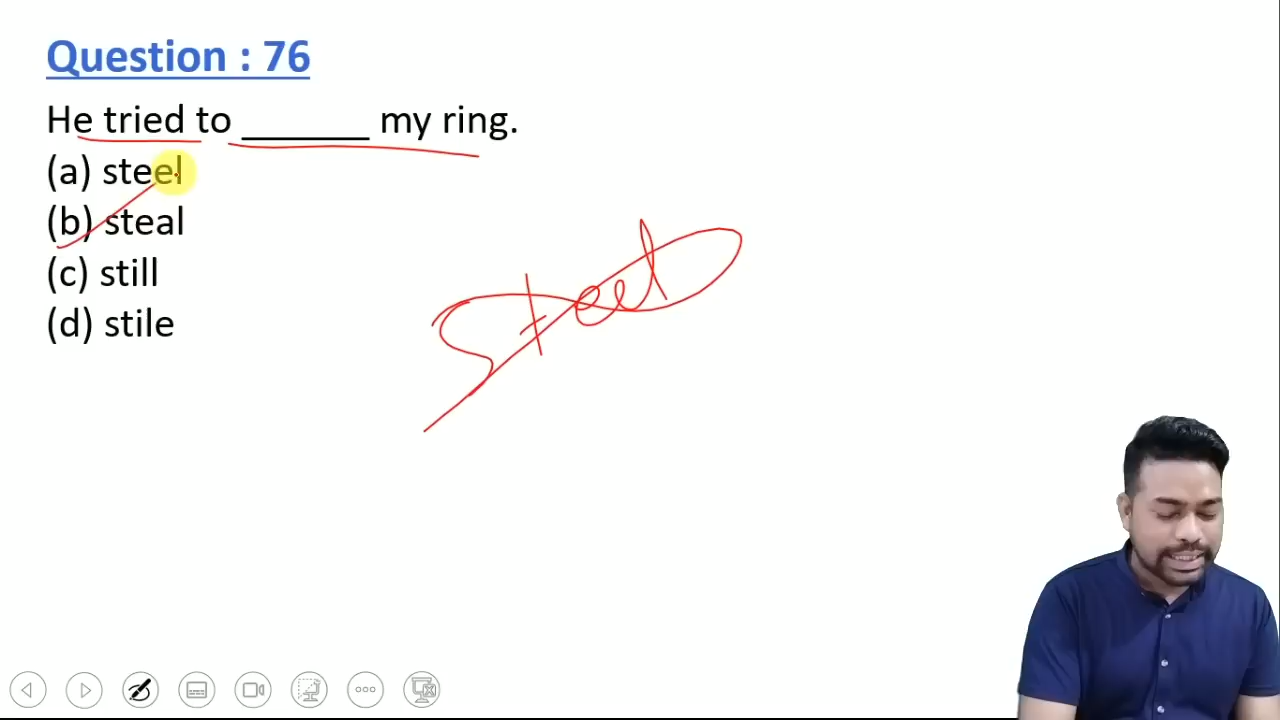 Question : 76
He tried to _______ my ring.
(a) steel
(b) steal
(c) still
(d) stile
steel